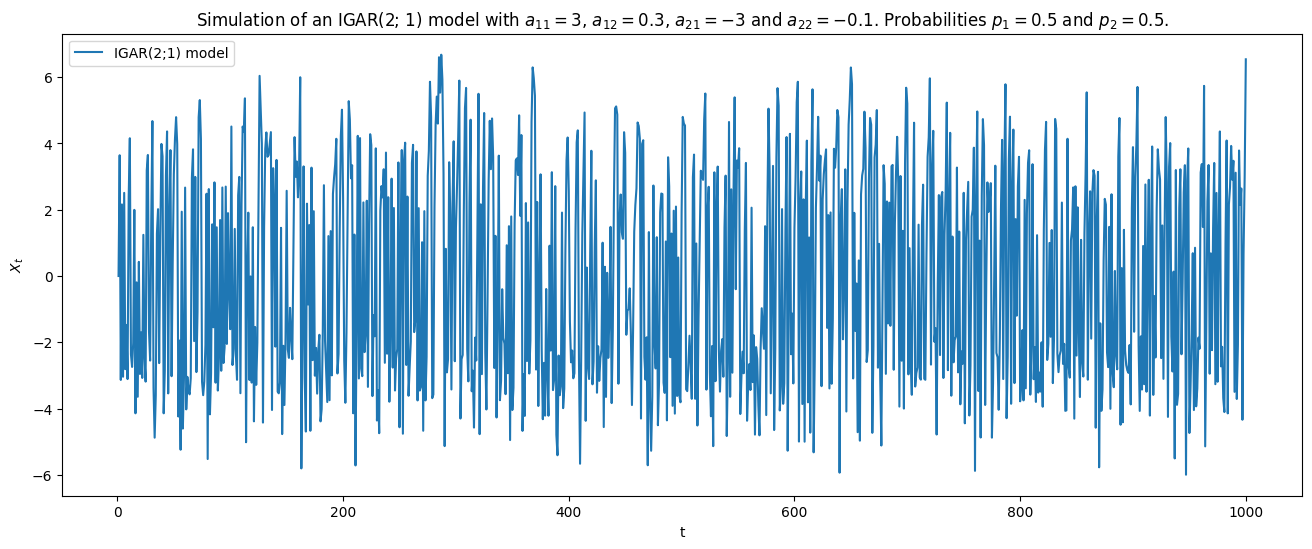 Simulation of an IGAR(2; 1) model with a₁₁ = 3, a₁₂ = 0.3, a₂₁ = −3 and a₂₂ = −0.1. Probabilities p₁ = 0.5 and p₂ = 0.5.
IGAR(2;1) model
6
4
2
0
−2
−4
−6
Xₜ
0 200 400 600 800 1000
t